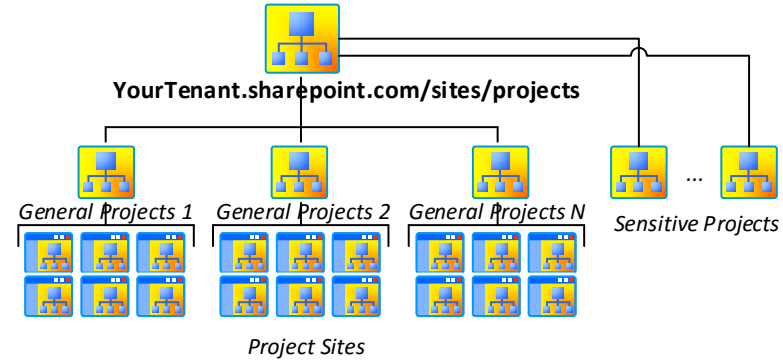 YourTenant.sharepoint.com/sites/projects
General Projects 1
General Projects 2
General Projects N
...
Sensitive Projects
Project Sites